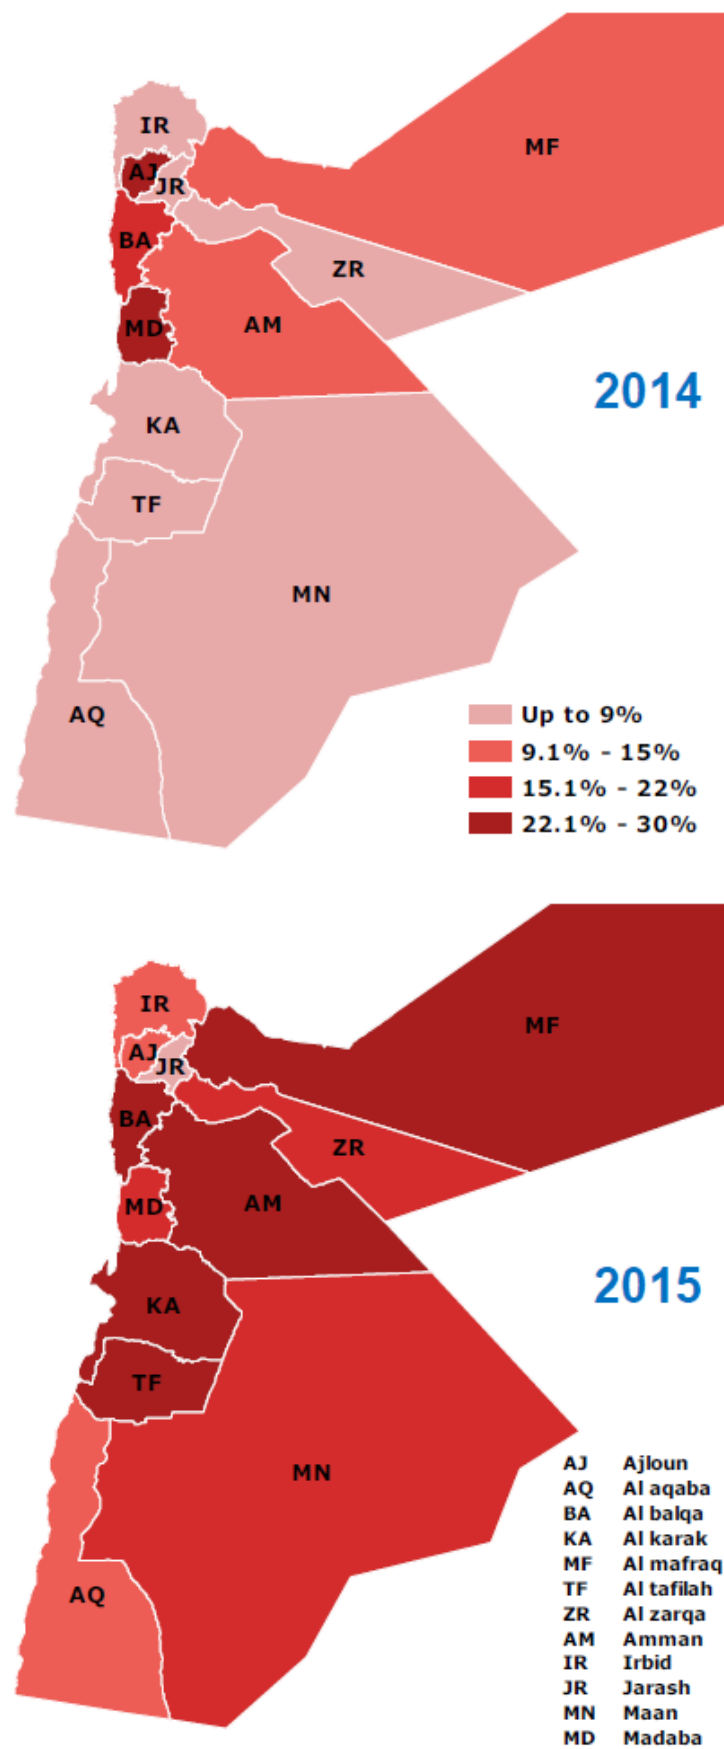 IR
MF
AJ
JR
BA
ZR
MD
AM
2014
KA
TF
MN
AQ
Up to 9%
9.1% - 15%
15.1% - 22%
22.1% - 30%
IR
MF
AJ
JR
BA
ZR
MD
AM
2015
KA
TF
MN
AQ
AJ Ajloun
AQ Al aqaba
BA Al balqa
KA Al karak
MF Al mafraq
TF Al tafilah
ZR Al zarqa
AM Amman
IR Irbid
JR Jarash
MN Maan
MD Madaba